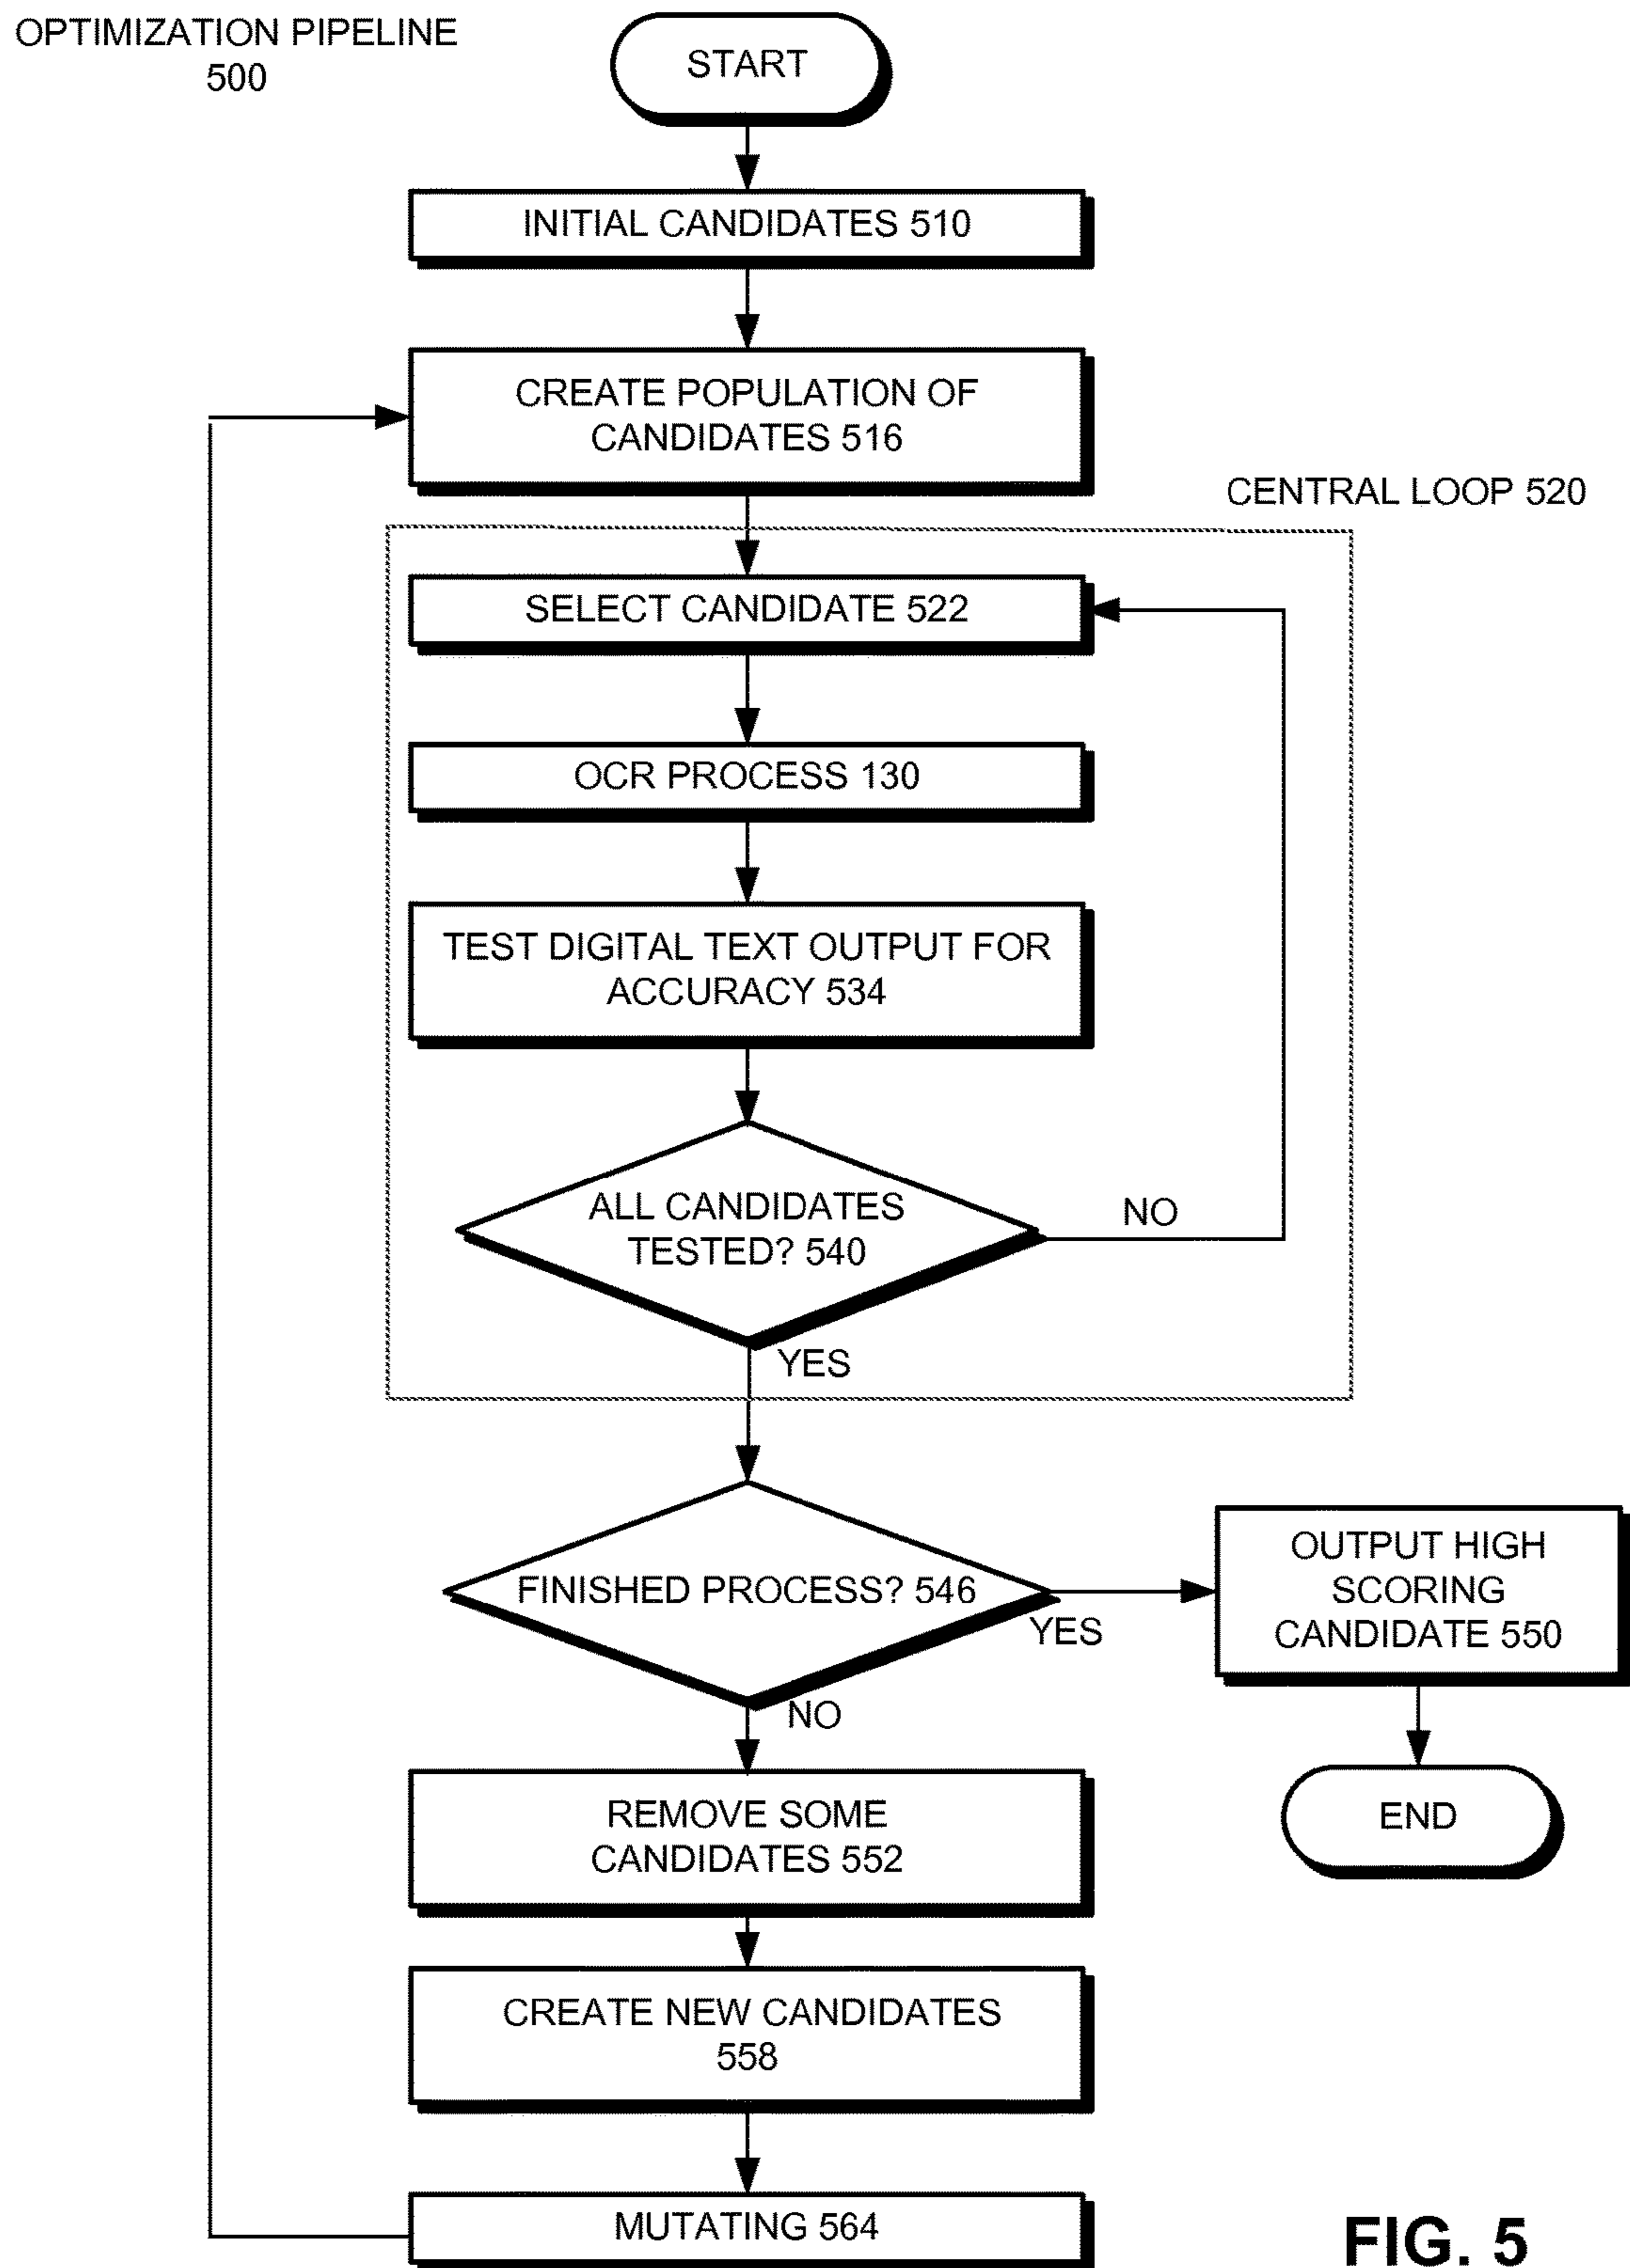 OPTIMIZATION PIPELINE
500
START
INITIAL CANDIDATES 510
CREATE POPULATION OF
CANDIDATES 516
CENTRAL LOOP 520
SELECT CANDIDATE 522
OCR PROCESS 130
TEST DIGITAL TEXT OUTPUT FOR
ACCURACY 534
ALL CANDIDATES
TESTED? 540
NO
YES
FINISHED PROCESS? 546
YES
OUTPUT HIGH
SCORING
CANDIDATE 550
NO
END
REMOVE SOME
CANDIDATES 552
CREATE NEW CANDIDATES
558
MUTATING 564
FIG. 5